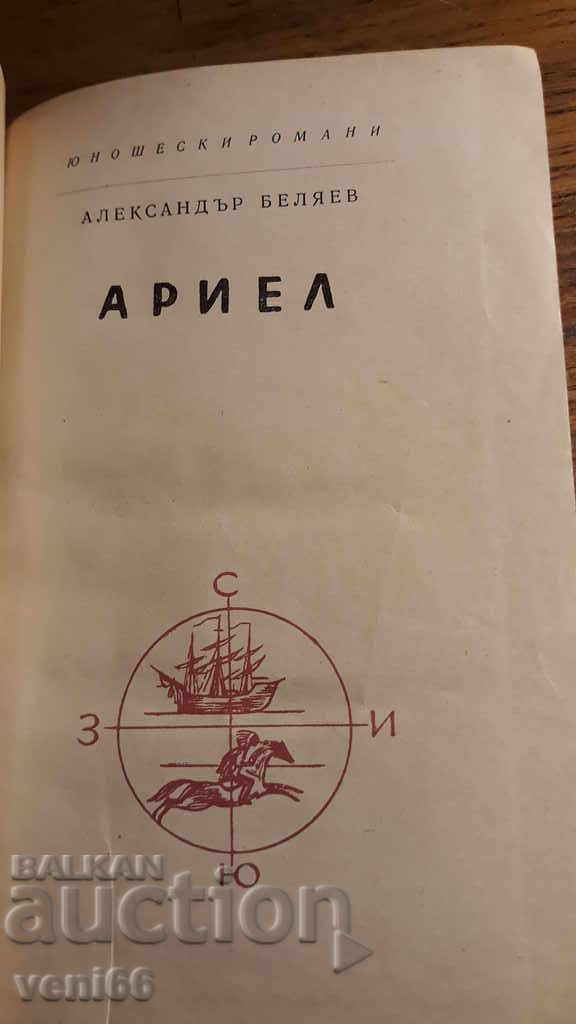 ЮНОШЕСКИ РОМАНИ
АЛЕКСАНДЪР БЕЛЯЕВ
АРИЕЛ
С
З И
Ю
BALKAN
auction
veni66